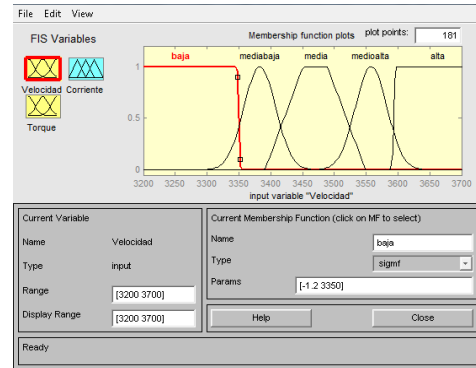 File Edit View
FIS Variables
Membership function plots plot points: 181
baja mediabaja media medioalta alta
Velocidad Corriente
Torque
1
0.5
0
3200 3250 3300 3350 3400 3450 3500 3550 3600 3650 3700
input variable "Velocidad"
Current Variable
Current Membership Function (click on MF to select)
Name Velocidad
Name baja
Type input
Type sigmf
Params [-1.2 3350]
Range [3200 3700]
Display Range [3200 3700]
Help Close
Ready